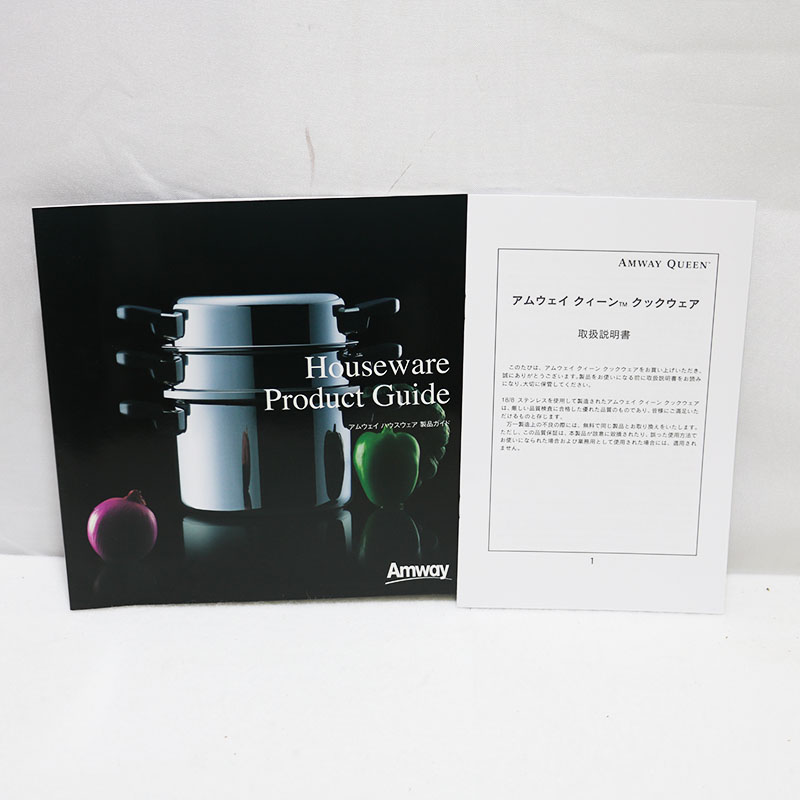 Houseware
Product Guide
アムウェイ ハウスウェア 製品ガイド
Amway
AMWAY QUEEN™
アムウェイ クィーン™ クックウェア
取扱説明書
このたびは、アムウェイ クィーン クックウェアをお買い上げいただき、
誠にありがとうございます。製品をお使いになる前に取扱説明書をお読み
になり、大切に保管してください。
18/8 ステンレスを使用して製造されたアムウェイ クィーン クックウェア
は、厳しい品質検査に合格した優れた品質のものであり、皆様にご満足いた
だけるものと存じます。
万一製造上の不良の際には、無料で同じ製品とお取り換えをいたします。
ただし、この品質保証は、本製品が故意に毀損されたり、誤った使用方法で
お使いになられた場合および業務用として使用された場合には、適用され
ません。
1